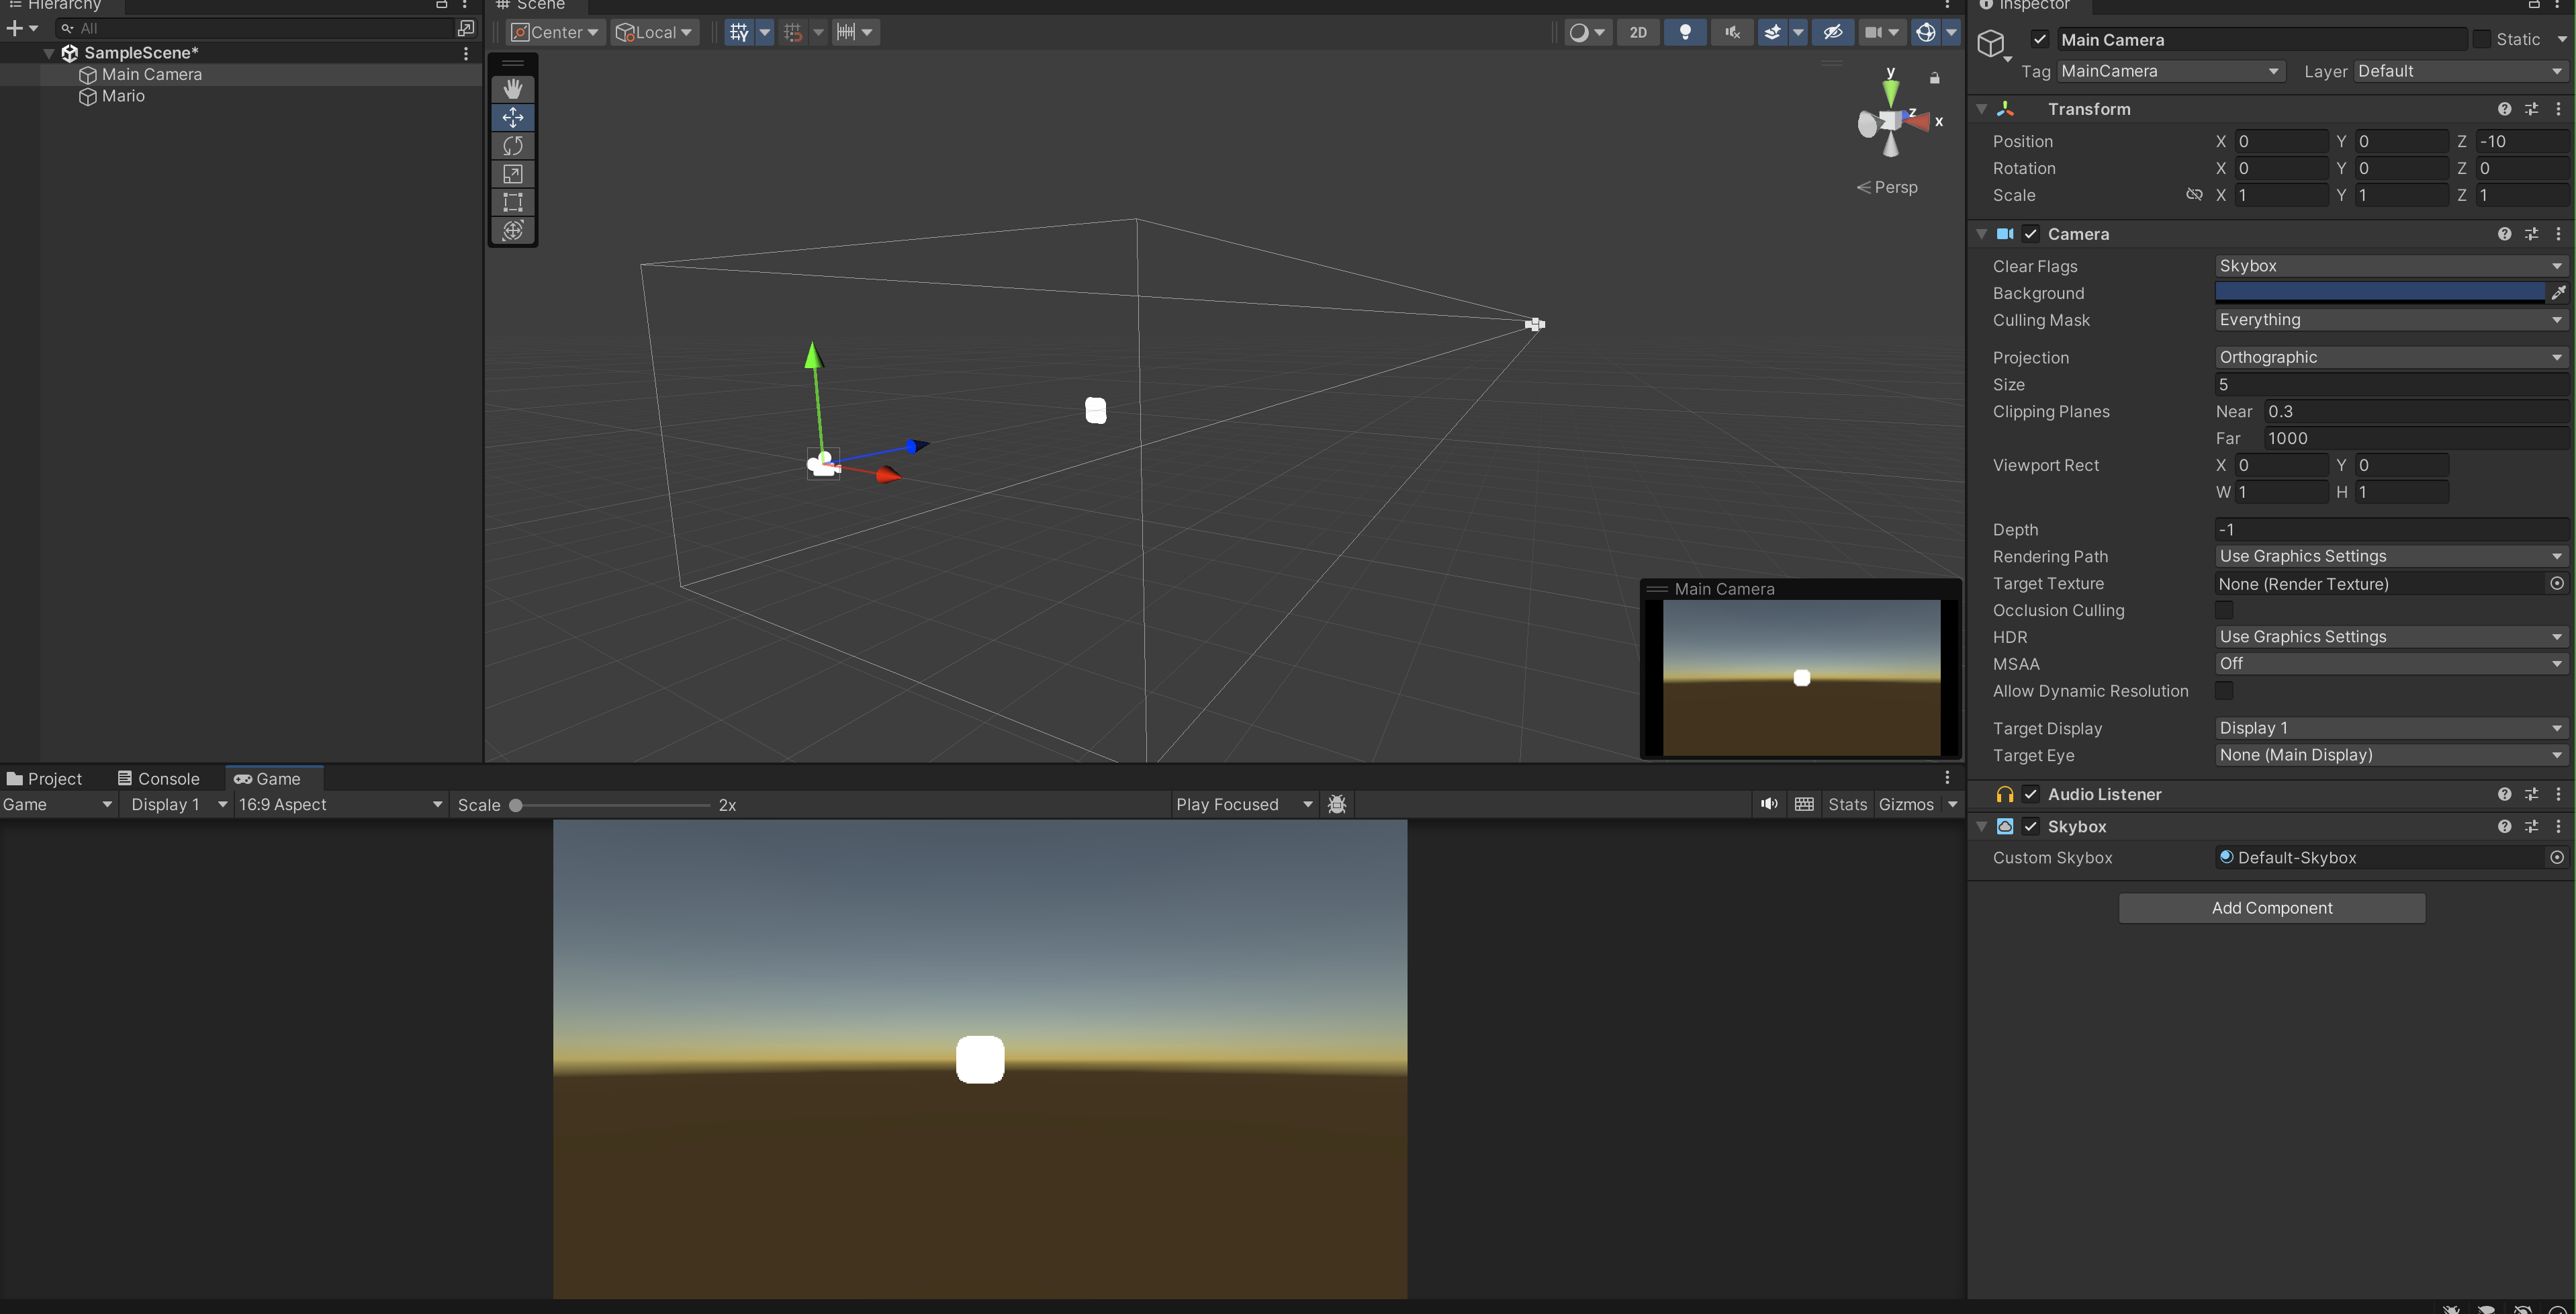 Hierarchy
All
SampleScene*
Main Camera
Mario
Scene
Center
Local
2D
y
z
x
Persp
Main Camera
Project
Console
Game
Game
Display 1
16:9 Aspect
Scale
2x
Play Focused
Stats
Gizmos
Inspector
Main Camera
Static
Tag MainCamera Layer Default
Transform
Position X 0 Y 0 Z -10
Rotation X 0 Y 0 Z 0
Scale X 1 Y 1 Z 1
Camera
Clear Flags Skybox
Background
Culling Mask Everything
Projection Orthographic
Size 5
Clipping Planes Near 0.3
Far 1000
Viewport Rect X 0 Y 0
W 1 H 1
Depth -1
Rendering Path Use Graphics Settings
Target Texture None (Render Texture)
Occlusion Culling
HDR Use Graphics Settings
MSAA Off
Allow Dynamic Resolution
Target Display Display 1
Target Eye None (Main Display)
Audio Listener
Skybox
Custom Skybox Default-Skybox
Add Component